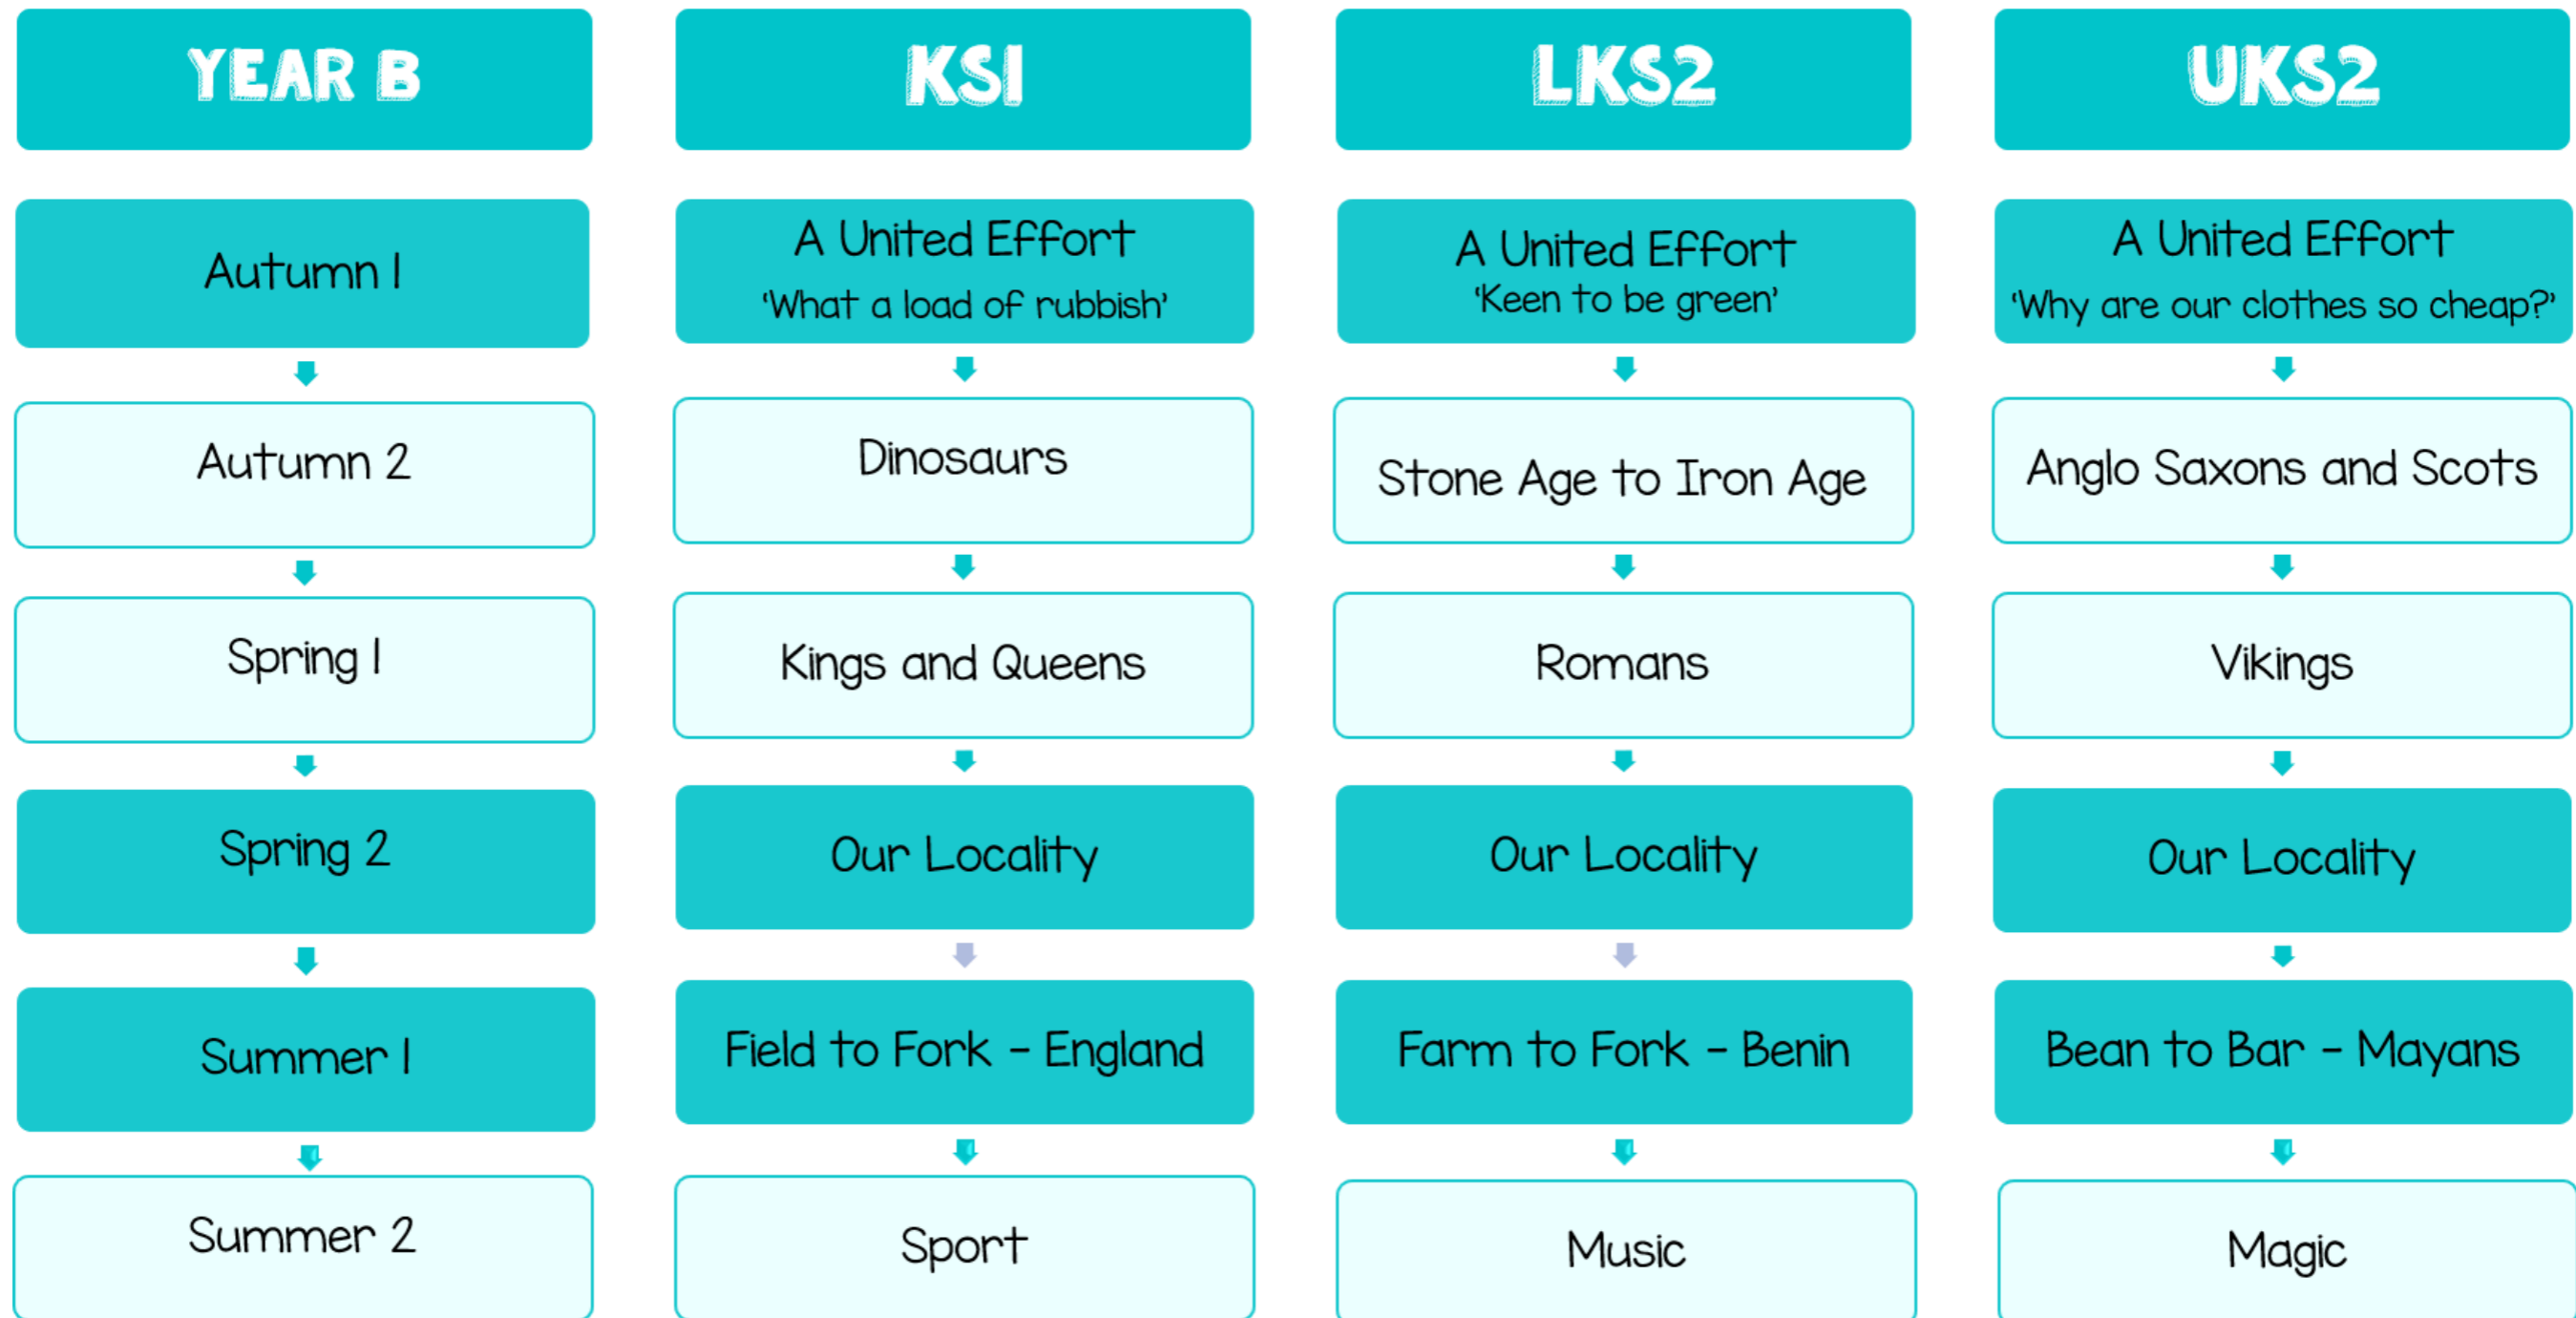 YEAR B
KS1
LKS2
UKS2
Autumn 1
A United Effort
'What a load of rubbish'
A United Effort
'Keen to be green'
A United Effort
'Why are our clothes so cheap?'
Autumn 2
Dinosaurs
Stone Age to Iron Age
Anglo Saxons and Scots
Spring 1
Kings and Queens
Romans
Vikings
Spring 2
Our Locality
Our Locality
Our Locality
Summer 1
Field to Fork - England
Farm to Fork - Benin
Bean to Bar - Mayans
Summer 2
Sport
Music
Magic